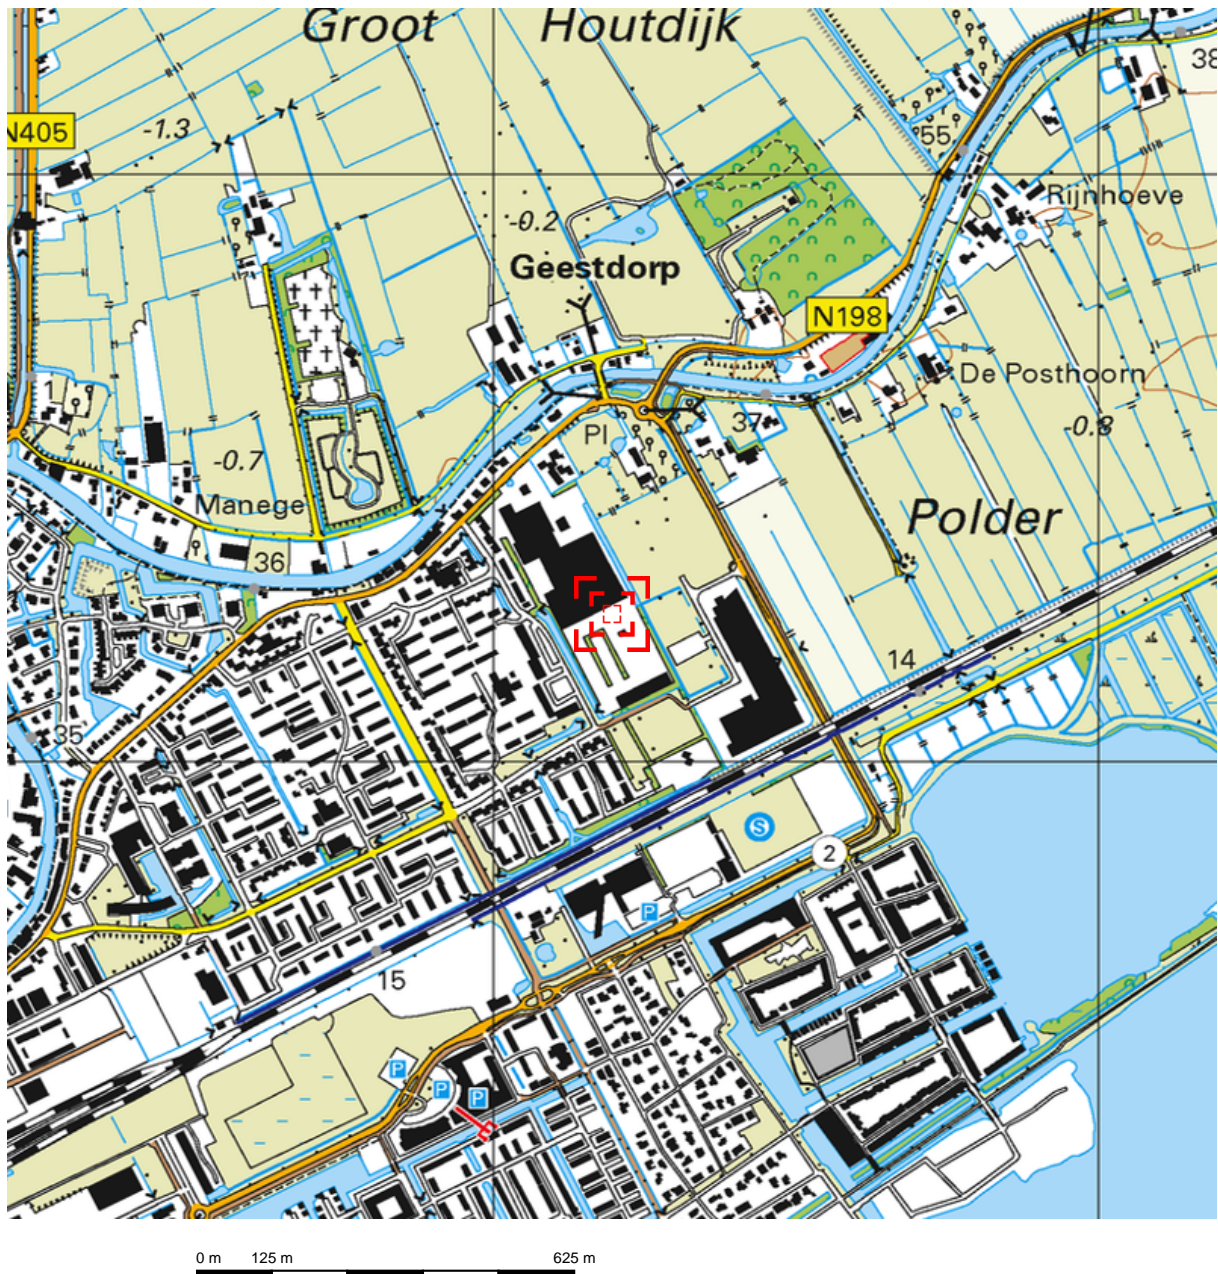 Groot Houtdijk
38
N405
-1.3
55
Rijnhoeve
-0.2
Geestdorp
N198
De Posthoorn
1
37
-0.8
Pl
-0.7
Manege
Polder
36
14
35
S
2
P
15
P
P
P
0 m 125 m 625 m